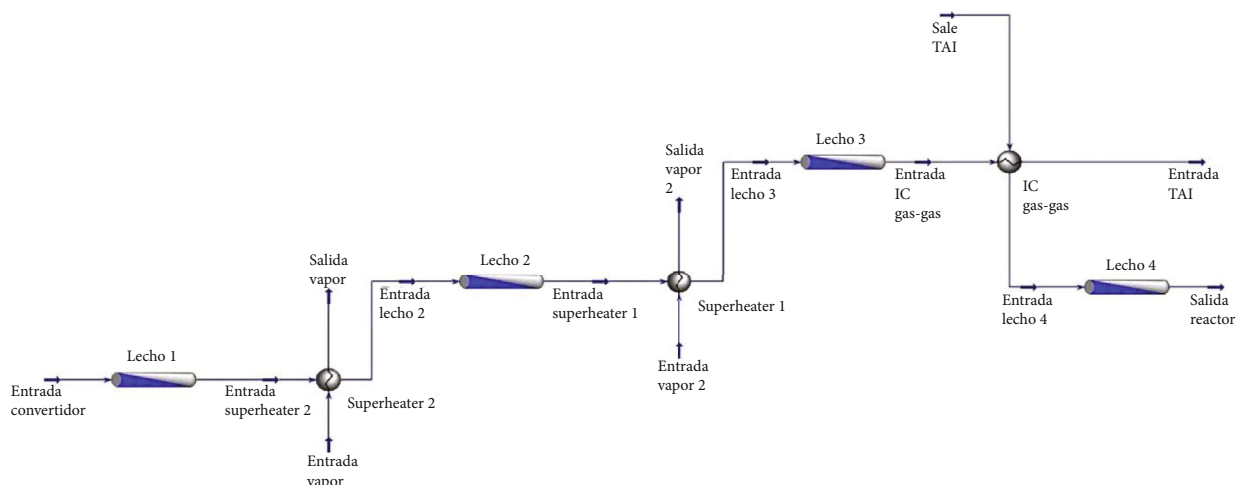 Sale
TAI
Lecho 3
Salida
vapor
2
Entrada
lecho 3
Entrada
IC
gas-gas
IC
gas-gas
Entrada
TAI
Salida
vapor
Lecho 2
Entrada
lecho 2
Entrada
superheater 1
Superheater 1
Lecho 4
Entrada
lecho 4
Salida
reactor
Lecho 1
Entrada
vapor 2
Entrada
convertidor
Entrada
superheater 2
Superheater 2
Entrada
vapor